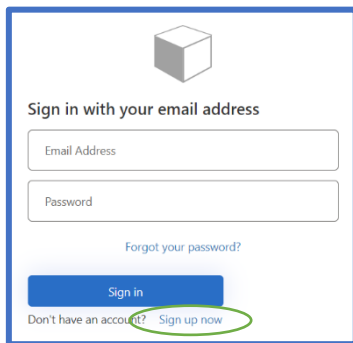 Sign in with your email address
Email Address
Password
Forgot your password?
Sign in
Don't have an account? Sign up now